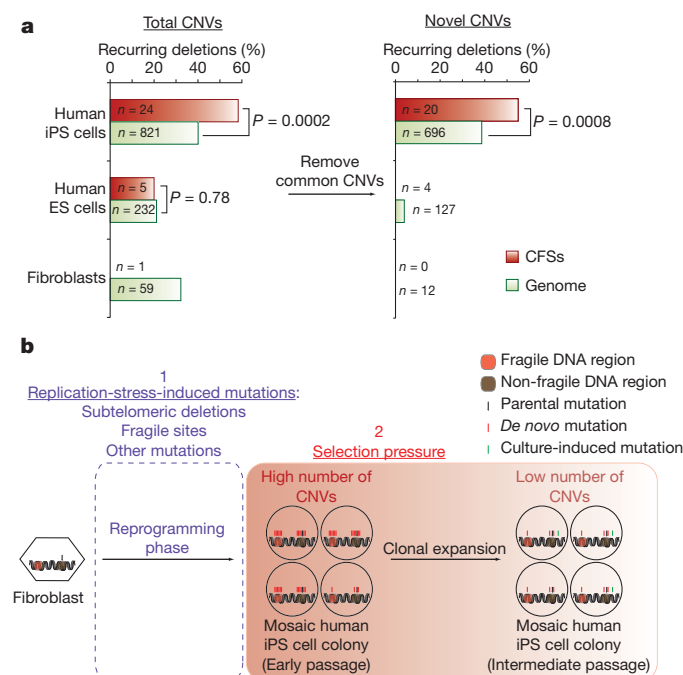 a
Total CNVs
Novel CNVs
Recurring deletions (%)
Recurring deletions (%)
0 20 40 60
0 20 40 60
Human iPS cells
n = 24
n = 821
P = 0.0002
n = 20
n = 696
P = 0.0008
Remove common CNVs
Human ES cells
n = 5
n = 232
P = 0.78
n = 4
n = 127
Fibroblasts
n = 1
n = 59
n = 0
n = 12
CFSs
Genome
b
1
Replication-stress-induced mutations:
Subtelomeric deletions
Fragile sites
Other mutations
2
Selection pressure
Fragile DNA region
Non-fragile DNA region
Parental mutation
De novo mutation
Culture-induced mutation
High number of
CNVs
Low number of
CNVs
Reprogramming
phase
Clonal expansion
Fibroblast
Mosaic human
iPS cell colony
(Early passage)
Mosaic human
iPS cell colony
(Intermediate passage)